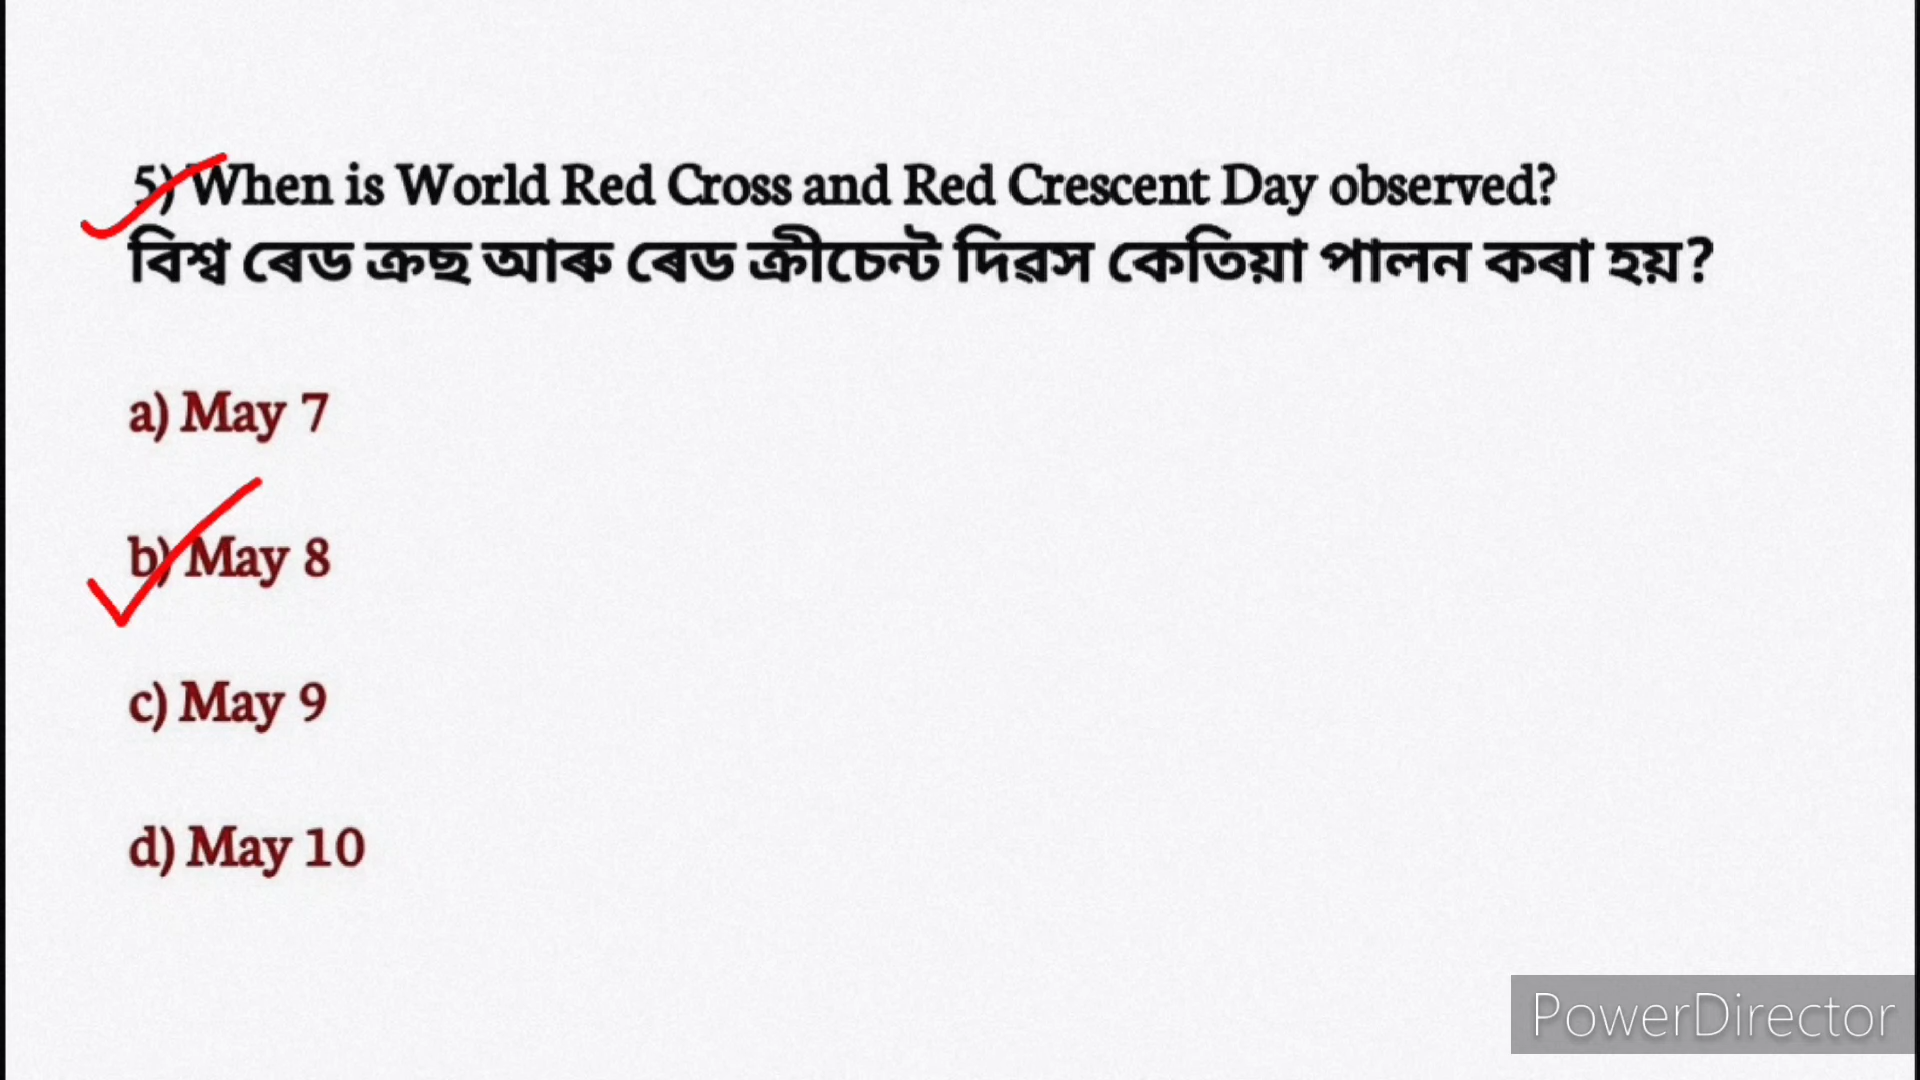 5) When is World Red Cross and Red Crescent Day observed?
বিশ্ব ৰেড ক্ৰছ আৰু ৰেড ক্ৰীচেন্ট দিৱস কেতিয়া পালন কৰা হয়?
a) May 7
b) May 8
c) May 9
d) May 10
PowerDirector